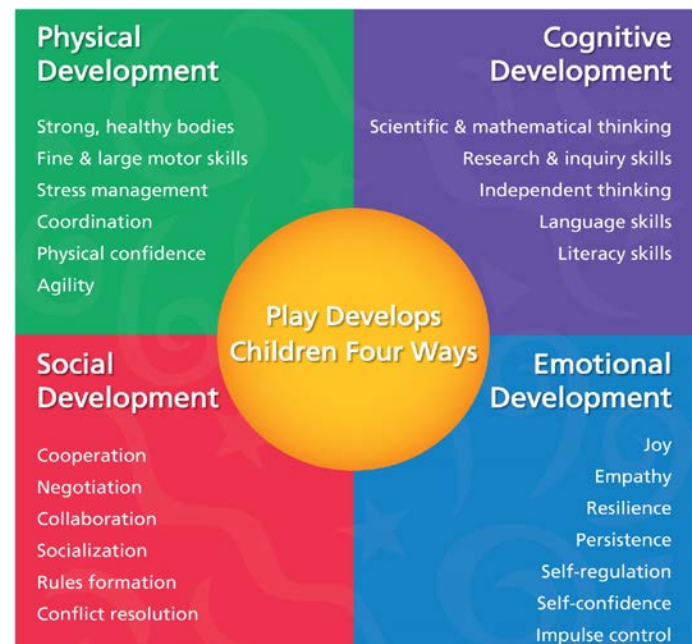 Physical
Development
Strong, healthy bodies
Fine & large motor skills
Stress management
Coordination
Physical confidence
Agility
Cognitive
Development
Scientific & mathematical thinking
Research & inquiry skills
Independent thinking
Language skills
Literacy skills
Play Develops
Children Four Ways
Social
Development
Cooperation
Negotiation
Collaboration
Socialization
Rules formation
Conflict resolution
Emotional
Development
Joy
Empathy
Resilience
Persistence
Self-regulation
Self-confidence
Impulse control